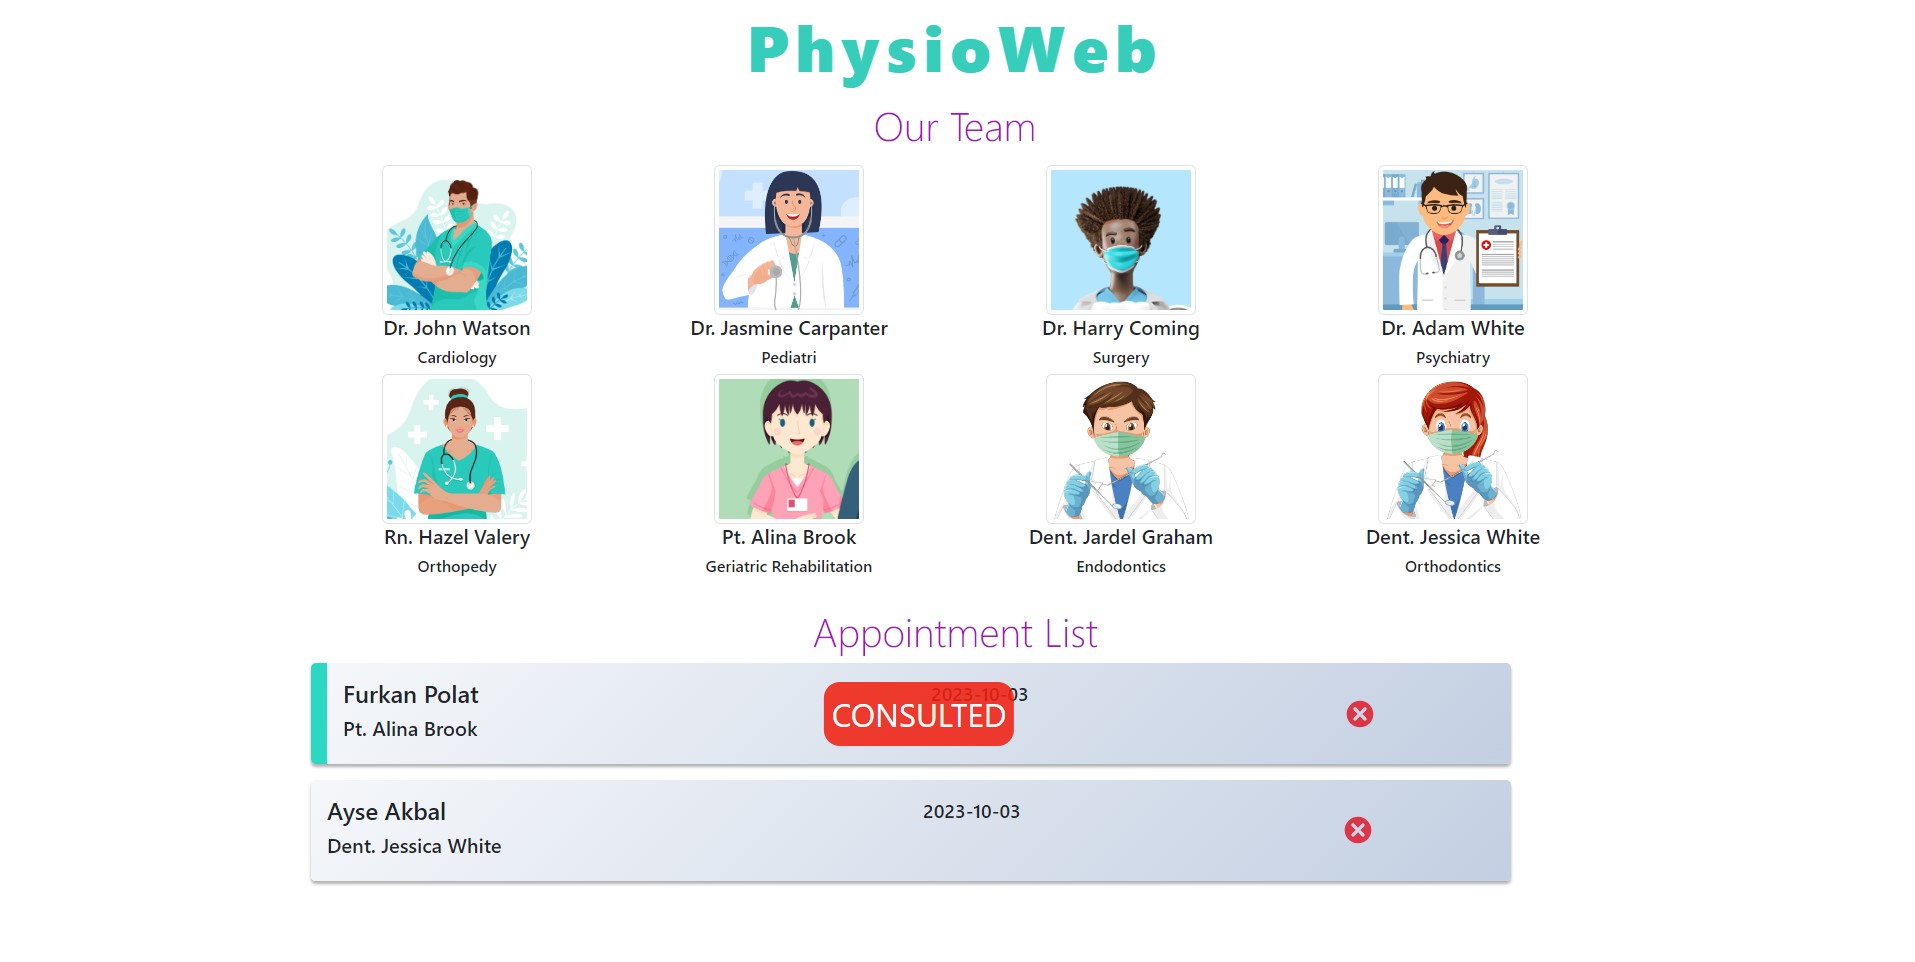 PhysioWeb
Our Team
Dr. John Watson
Cardiology
Dr. Jasmine Carpanter
Pediatri
Dr. Harry Coming
Surgery
Dr. Adam White
Psychiatry
Rn. Hazel Valery
Orthopedy
Pt. Alina Brook
Geriatric Rehabilitation
Dent. Jardel Graham
Endodontics
Dent. Jessica White
Orthodontics
Appointment List
Furkan Polat
Pt. Alina Brook
2023-10-03
CONSULTED
Ayse Akbal
Dent. Jessica White
2023-10-03